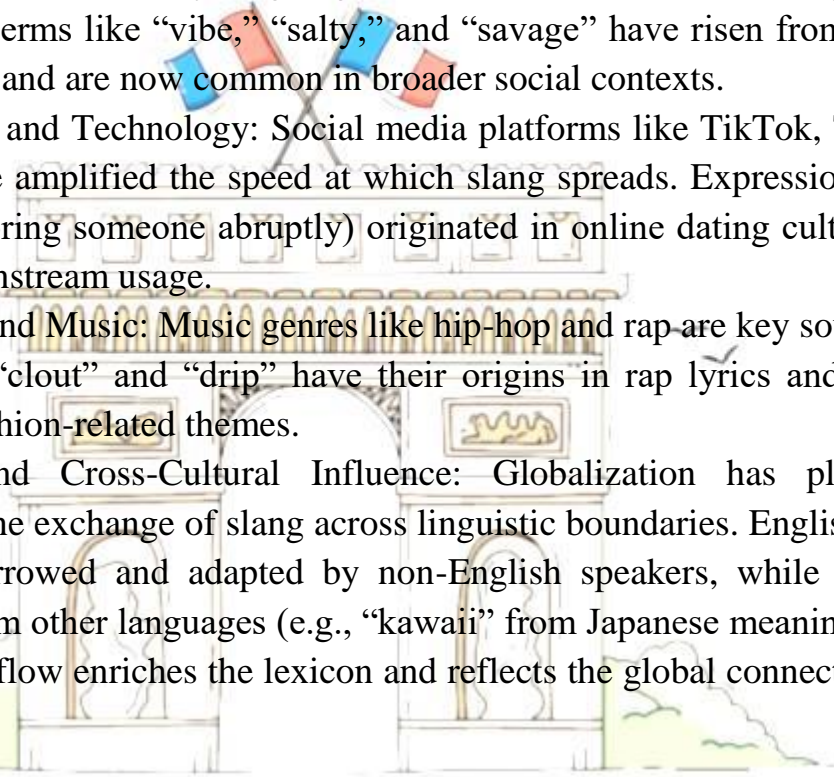 erms like “vibe,” “salty,” and “savage” have risen from
and are now common in broader social contexts.
and Technology: Social media platforms like TikTok,
amplified the speed at which slang spreads. Expressio
ring someone abruptly) originated in online dating cult
nstream usage.
nd Music: Music genres like hip-hop and rap are key so
“clout” and “drip” have their origins in rap lyrics and
hion-related themes.
nd Cross-Cultural Influence: Globalization has pl
ne exchange of slang across linguistic boundaries. Englis
rrowed and adapted by non-English speakers, while
m other languages (e.g., “kawaii” from Japanese meanin
flow enriches the lexicon and reflects the global connect